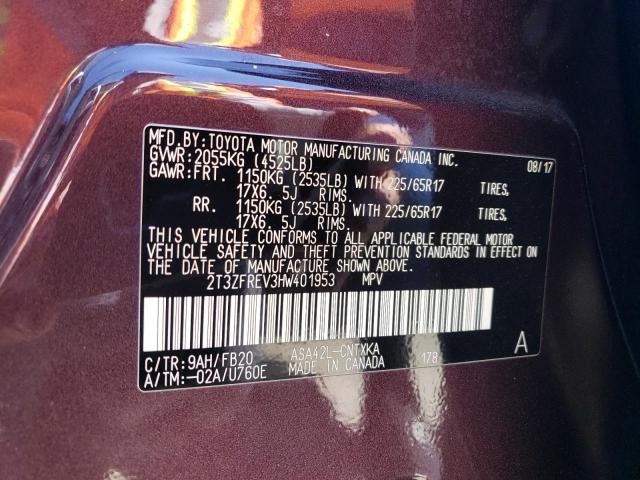 MFD. BY: TOYOTA MOTOR MANUFACTURING CANADA INC. 08/17
GVWR: 2055KG (4525LB)
GAWR: FRT. 1150KG (2535LB) WITH 225/65R17 TIRES,
17X6. 5J RIMS.
RR. 1150KG (2535LB) WITH 225/65R17 TIRES,
17X6. 5J RIMS.
THIS VEHICLE CONFORMS TO ALL APPLICABLE FEDERAL MOTOR
VEHICLE SAFETY AND THEFT PREVENTION STANDARDS IN EFFECT ON
THE DATE OF MANUFACTURE SHOWN ABOVE.
2T3ZFREV3HW401953 MPV
C/TR: 9AH/FB20 ASA42L-CNTXKA A
A/TM: -02A/U760E MADE IN CANADA 178